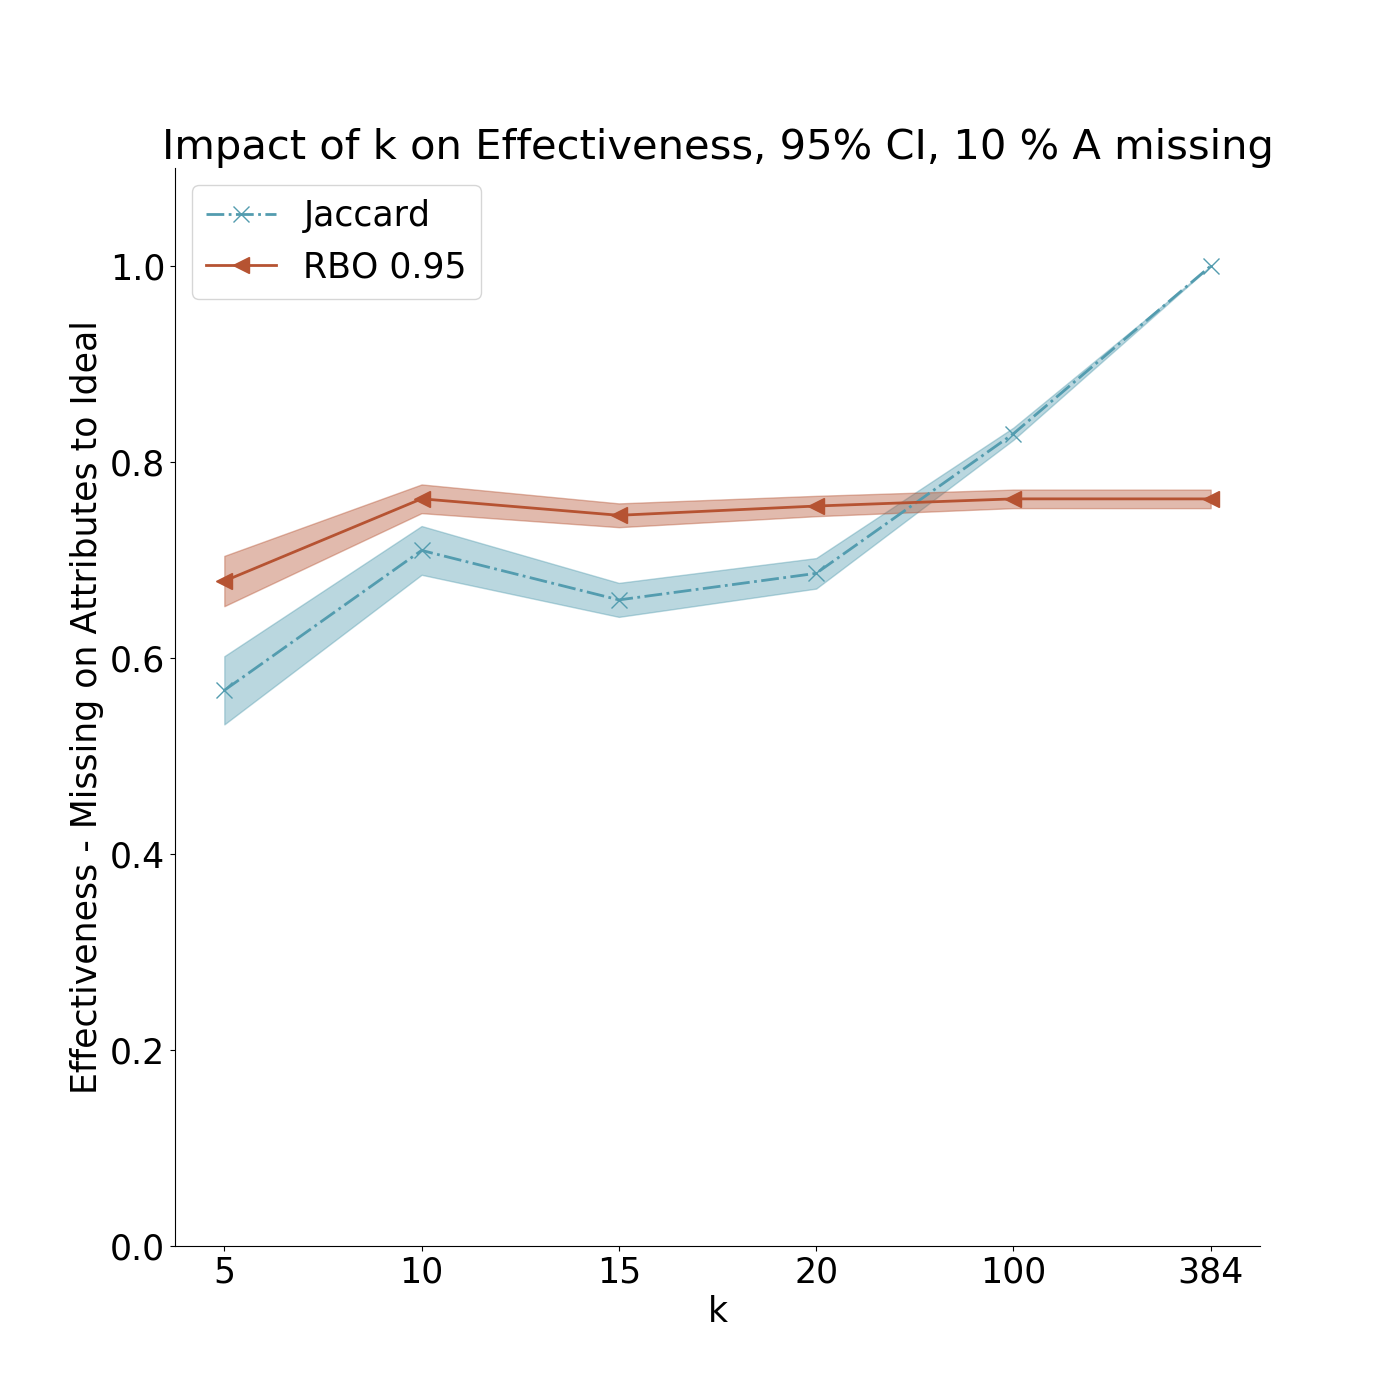 Impact of k on Effectiveness, 95% CI, 10 % A missing
Jaccard
RBO 0.95
Effectiveness - Missing on Attributes to Ideal
1.0
0.8
0.6
0.4
0.2
0.0
5 10 15 20 100 384
k